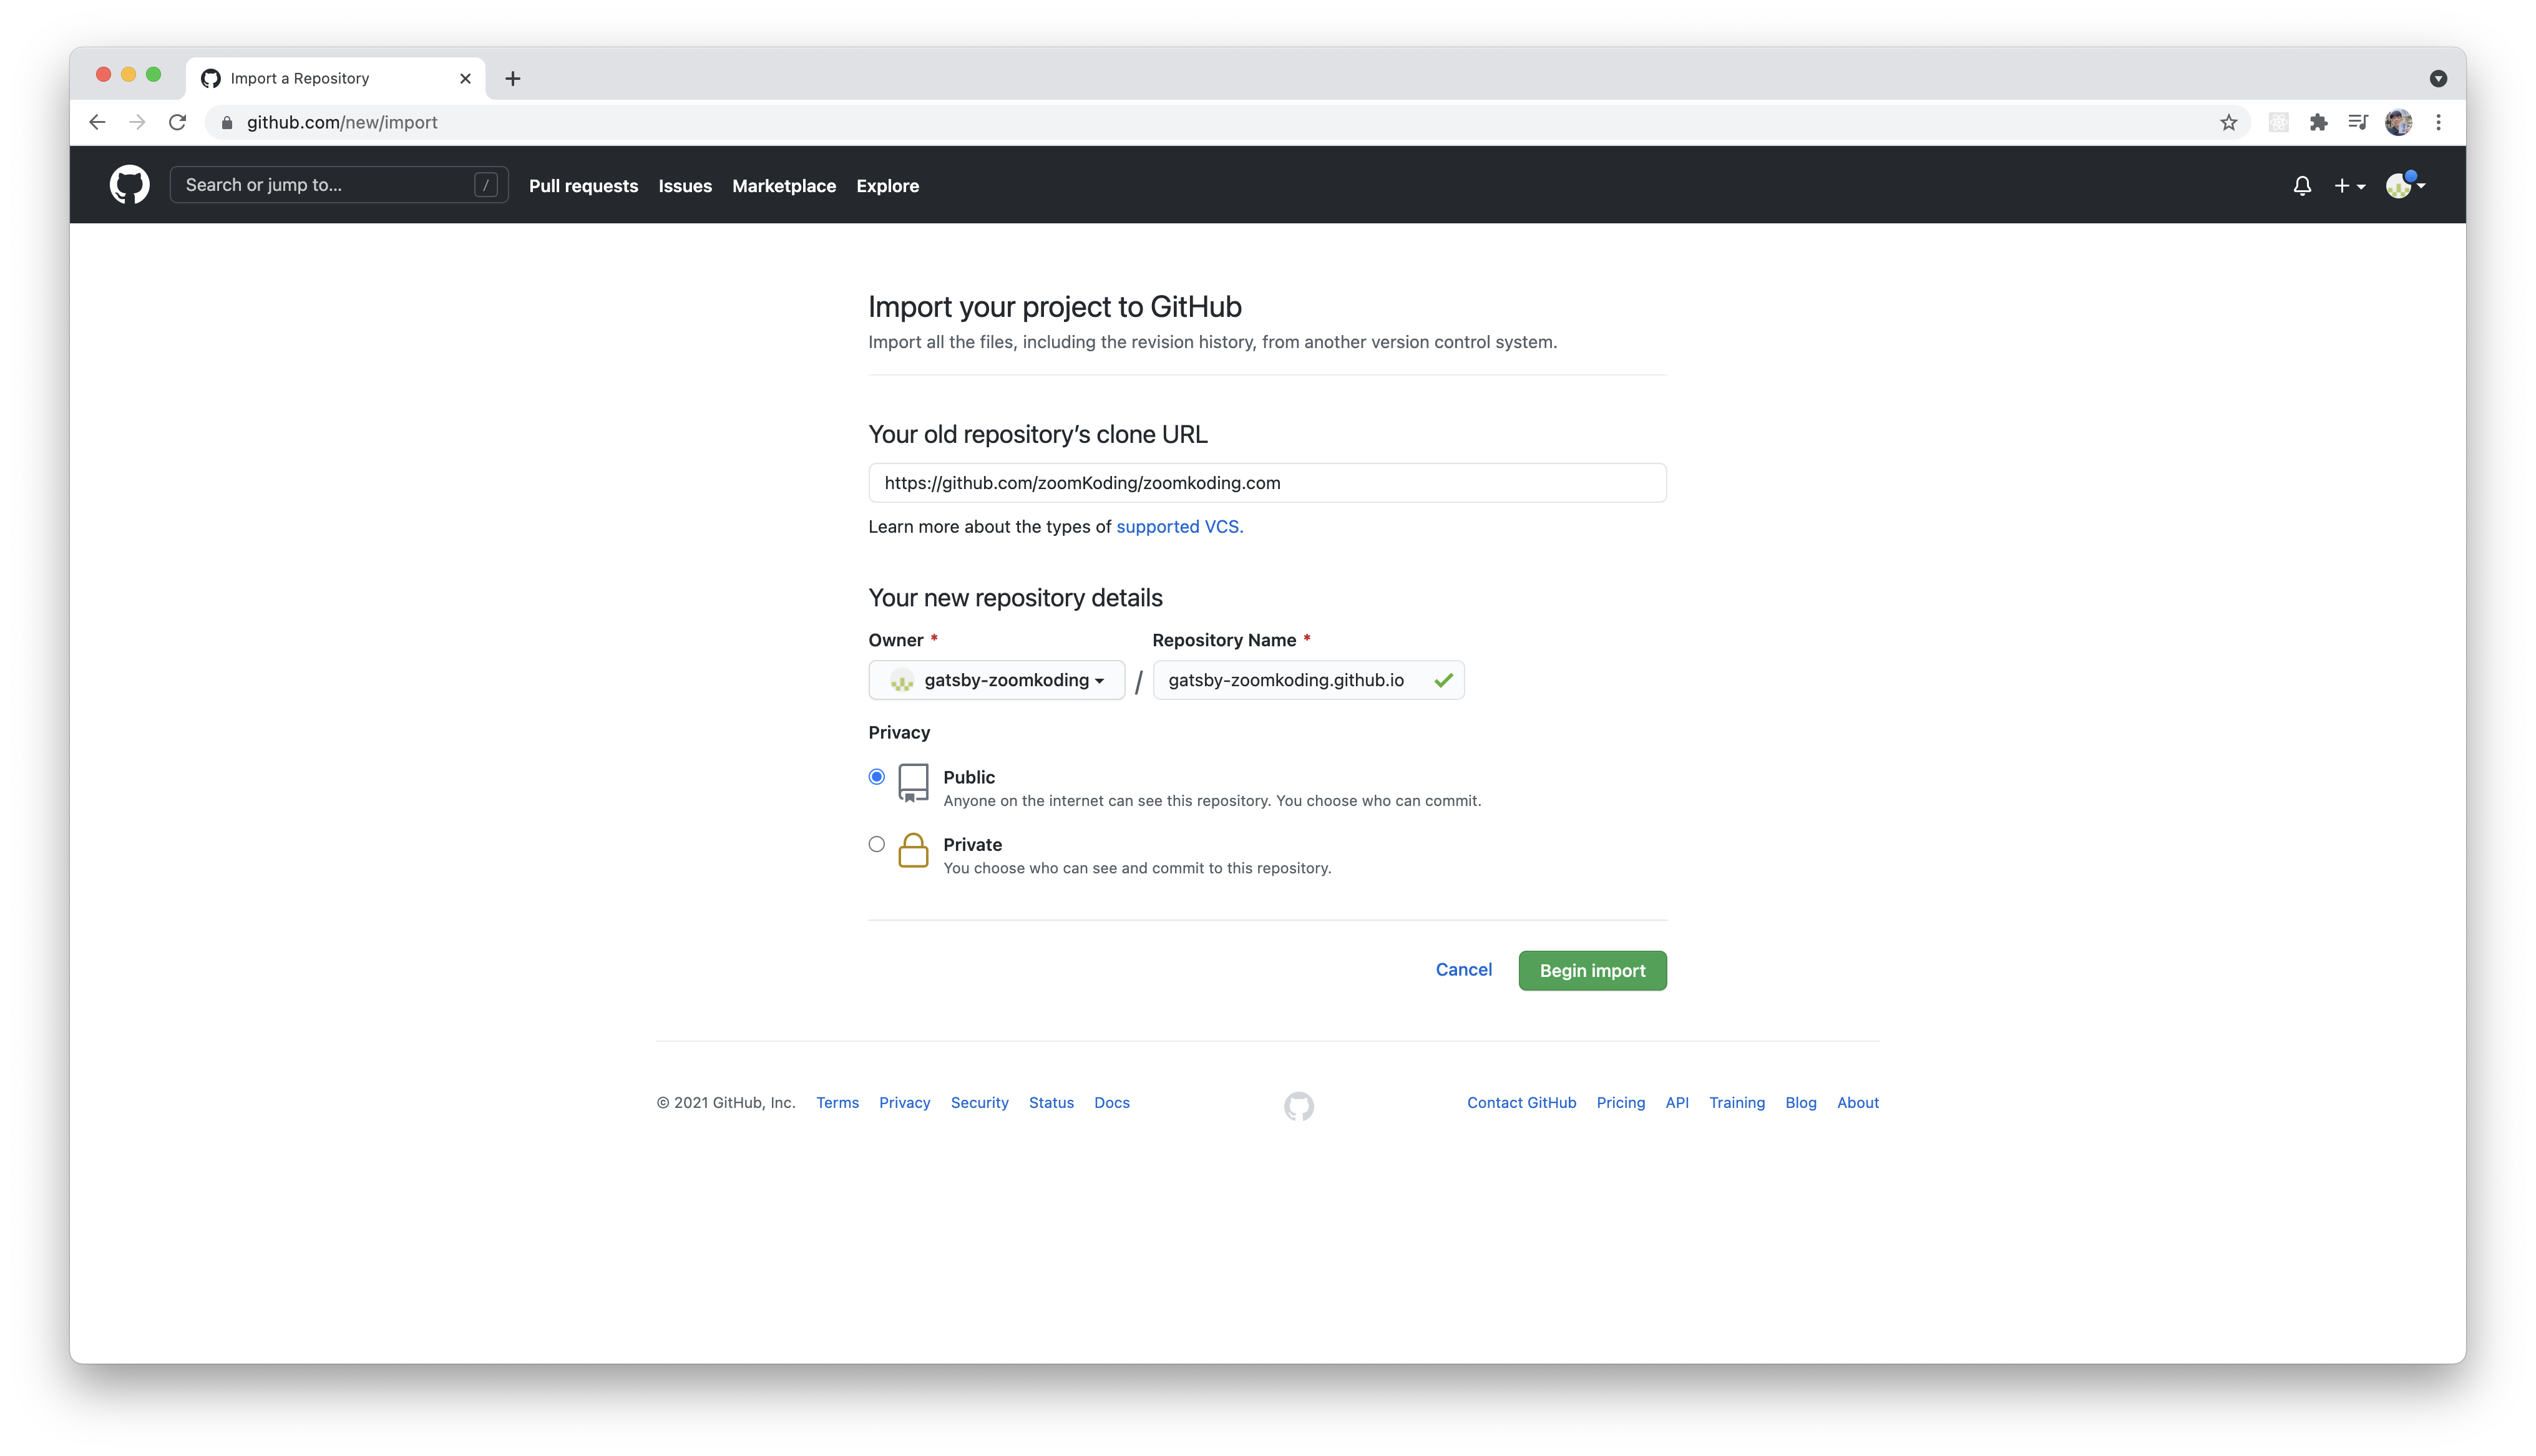 Import a Repository
github.com/new/import
Search or jump to... /
Pull requests Issues Marketplace Explore
Import your project to GitHub
Import all the files, including the revision history, from another version control system.
Your old repository’s clone URL
https://github.com/zoomKoding/zoomkoding.com
Learn more about the types of supported VCS.
Your new repository details
Owner * Repository Name *
gatsby-zoomkoding / gatsby-zoomkoding.github.io
Privacy
Public
Anyone on the internet can see this repository. You choose who can commit.
Private
You choose who can see and commit to this repository.
Cancel Begin import
© 2021 GitHub, Inc. Terms Privacy Security Status Docs Contact GitHub Pricing API Training Blog About